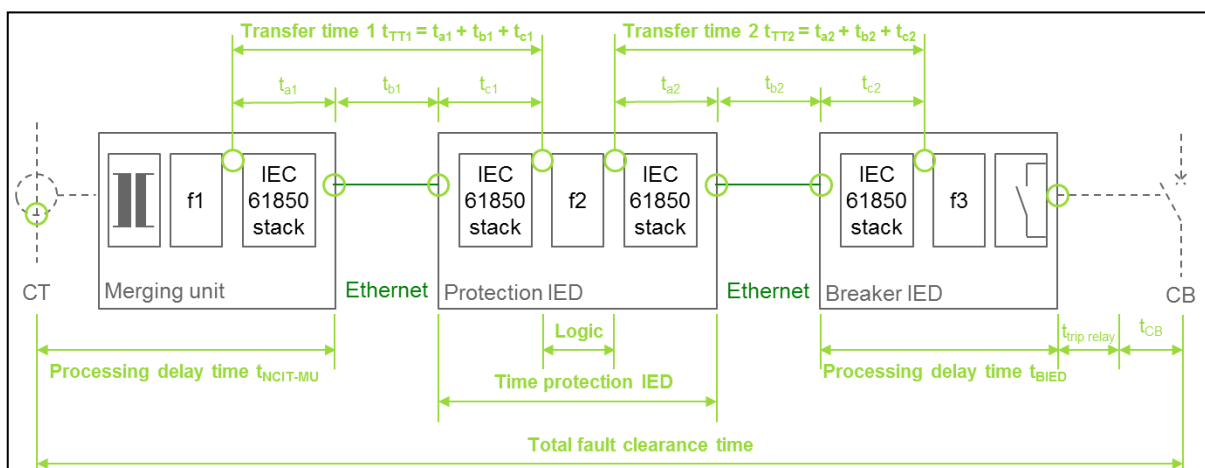 Transfer time 1 tTT1 = ta1 + tb1 + tc1
Transfer time 2 tTT2 = ta2 + tb2 + tc2
ta1
tb1
tc1
ta2
tb2
tc2
f1
IEC
61850
stack
IEC
61850
stack
f2
IEC
61850
stack
IEC
61850
stack
f3
CT
Merging unit
Ethernet
Protection IED
Ethernet
Breaker IED
CB
Logic
ttrip relay
tCB
Processing delay time tNCIT-MU
Time protection IED
Processing delay time tBIED
Total fault clearance time